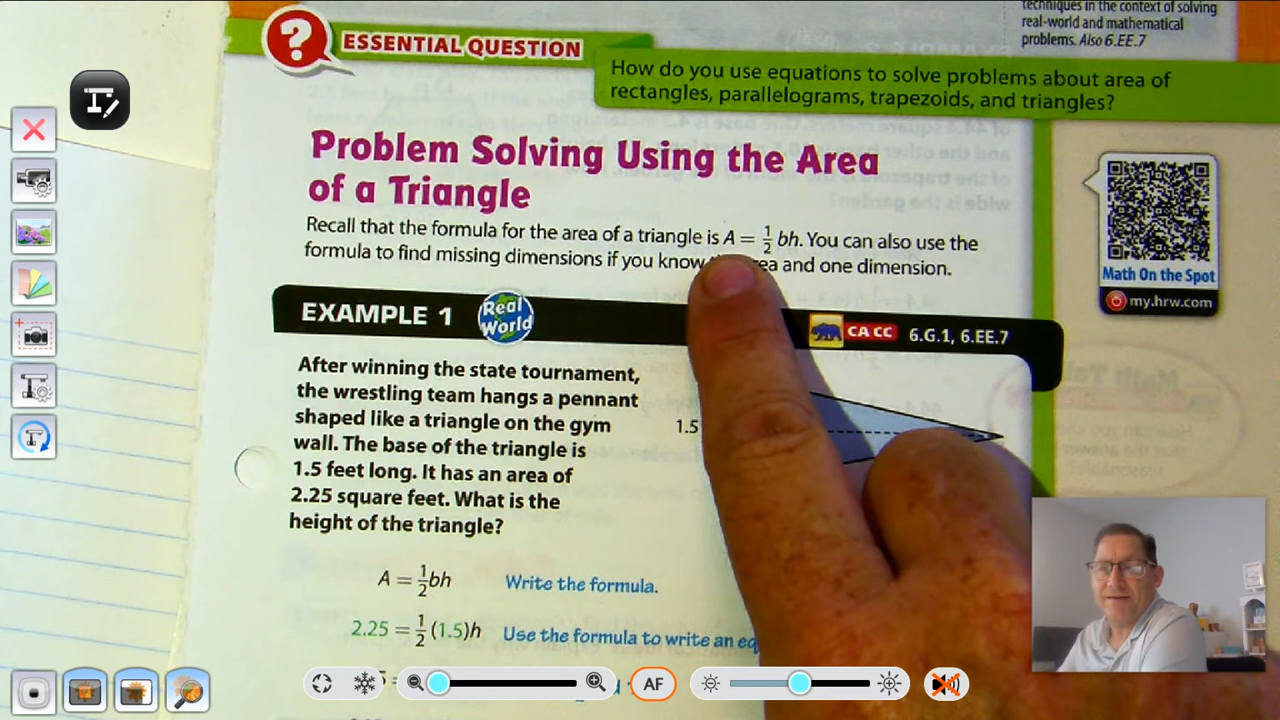 techniques in the context of solving
real-world and mathematical
problems. Also 6.EE.7
?
ESSENTIAL QUESTION
How do you use equations to solve problems about area of
rectangles, parallelograms, trapezoids, and triangles?
Problem Solving Using the Area
of a Triangle
Recall that the formula for the area of a triangle is A = 1/2 bh. You can also use the
formula to find missing dimensions if you know and one dimension.
Math On the Spot
my.hrw.com
EXAMPLE 1
Real
World
CA CC 6.G.1, 6.EE.7
After winning the state tournament,
the wrestling team hangs a pennant
shaped like a triangle on the gym
wall. The base of the triangle is
1.5 feet long. It has an area of
2.25 square feet. What is the
height of the triangle?
1.5
A = 1/2 bh Write the formula.
2.25 = 1/2 (1.5)h Use the formula to write an
AF